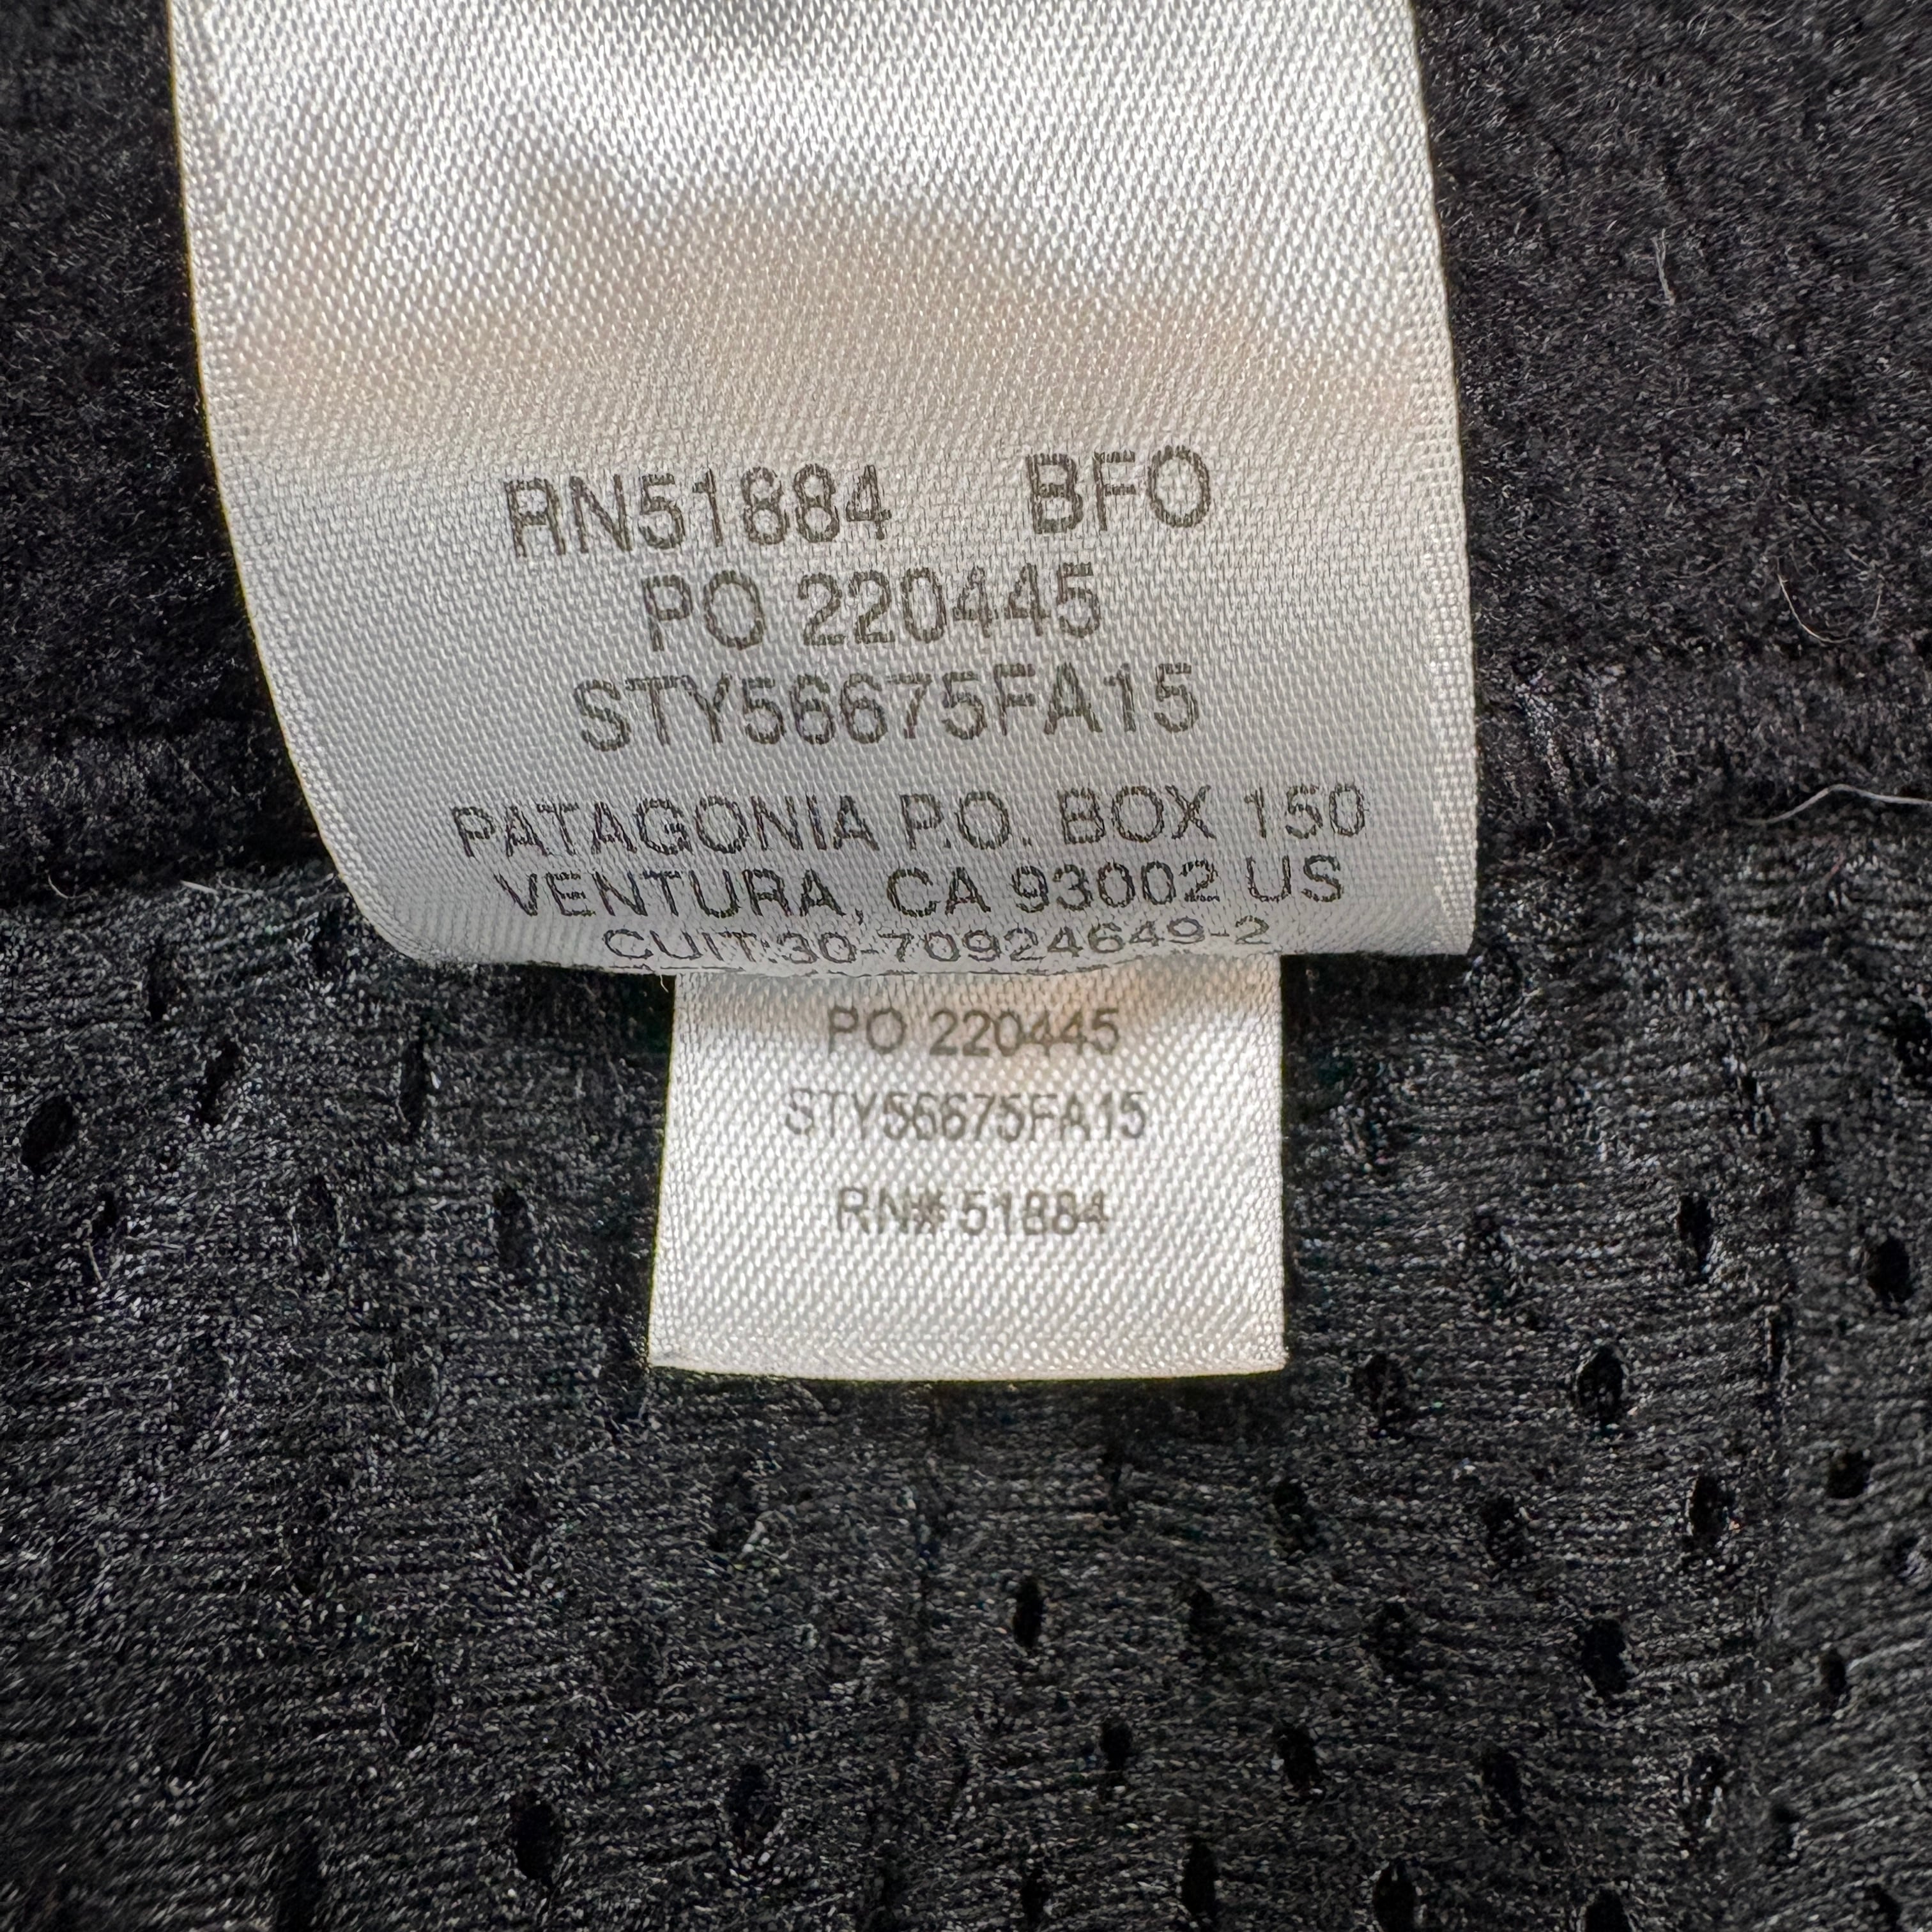 RN51884 BFO
PO 220445
STY56675FA15
PATAGONIA P.O. BOX 150
VENTURA, CA 93002 US
CUIT:30-70924649-2
PO 220445
STY56675FA15
RN# 51884